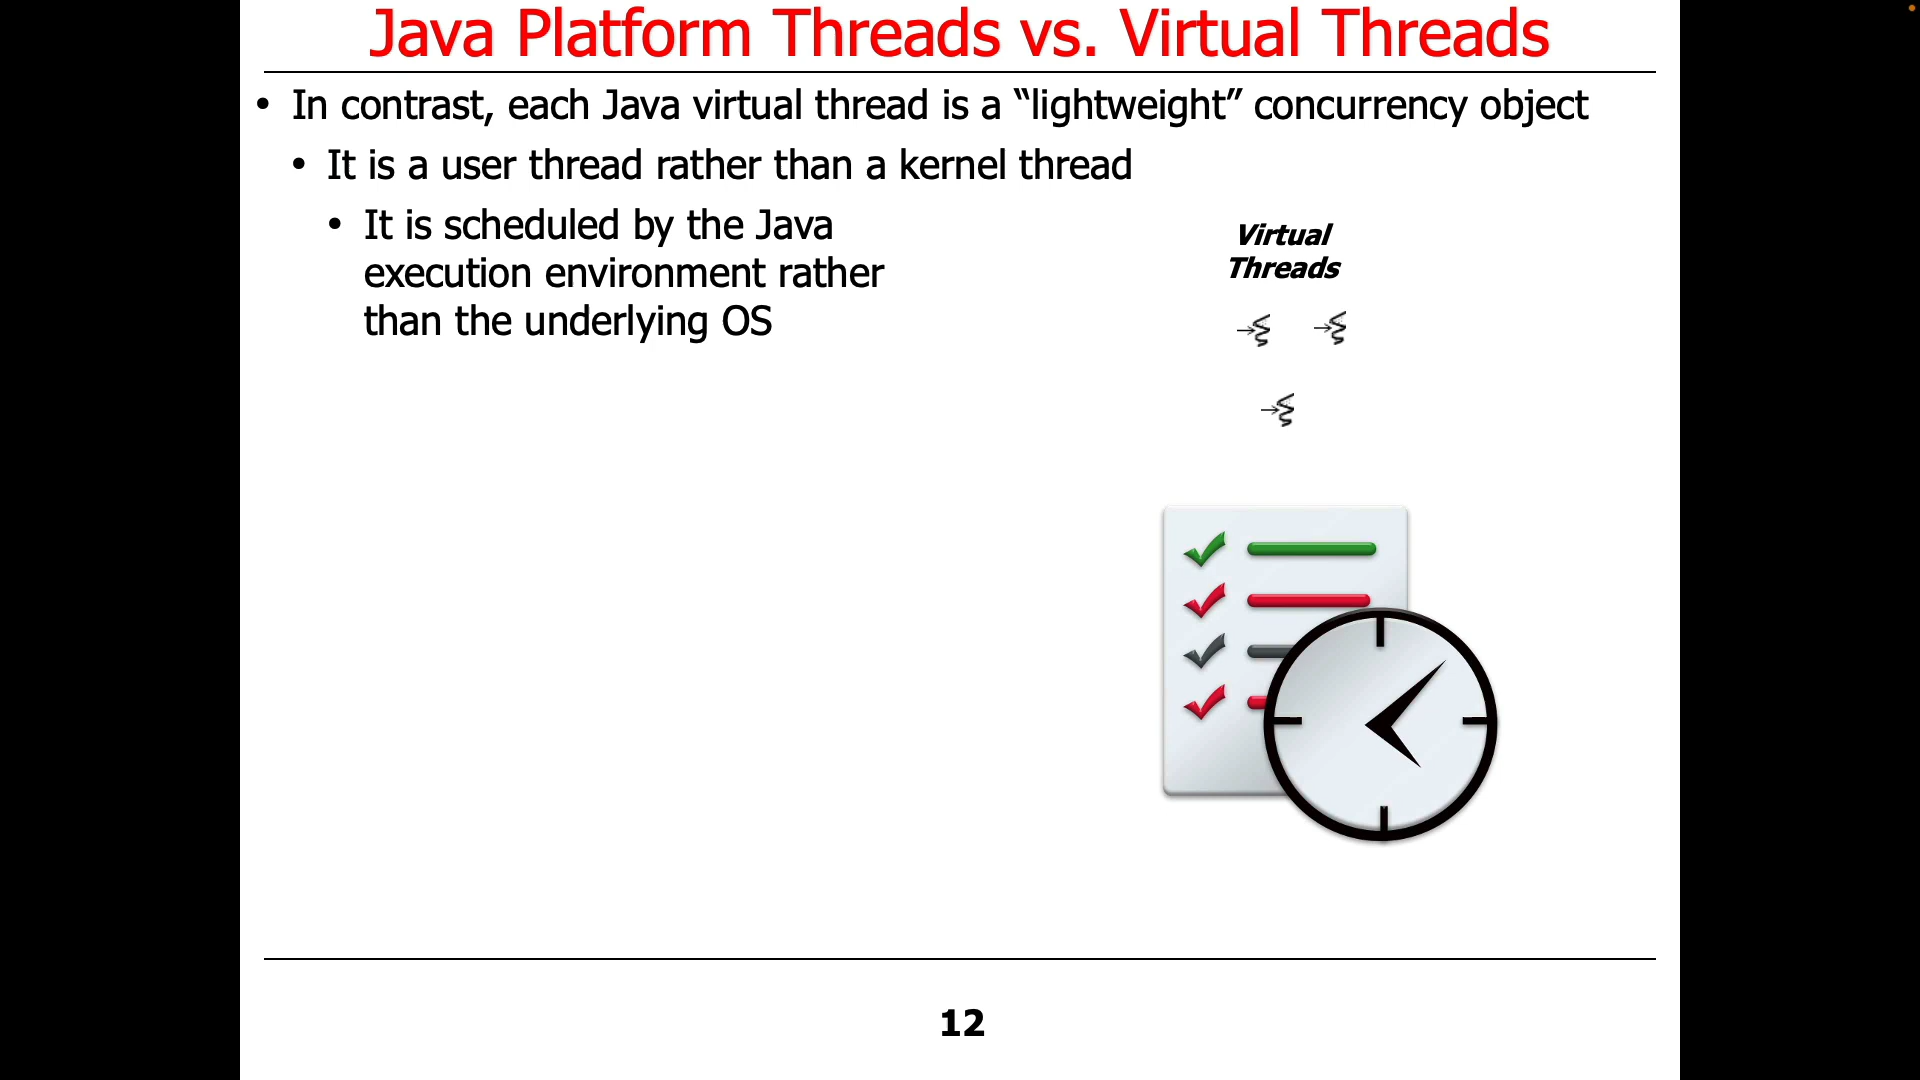 Java Platform Threads vs. Virtual Threads
• In contrast, each Java virtual thread is a “lightweight” concurrency object
• It is a user thread rather than a kernel thread
• It is scheduled by the Java
execution environment rather
than the underlying OS
Virtual
Threads
12